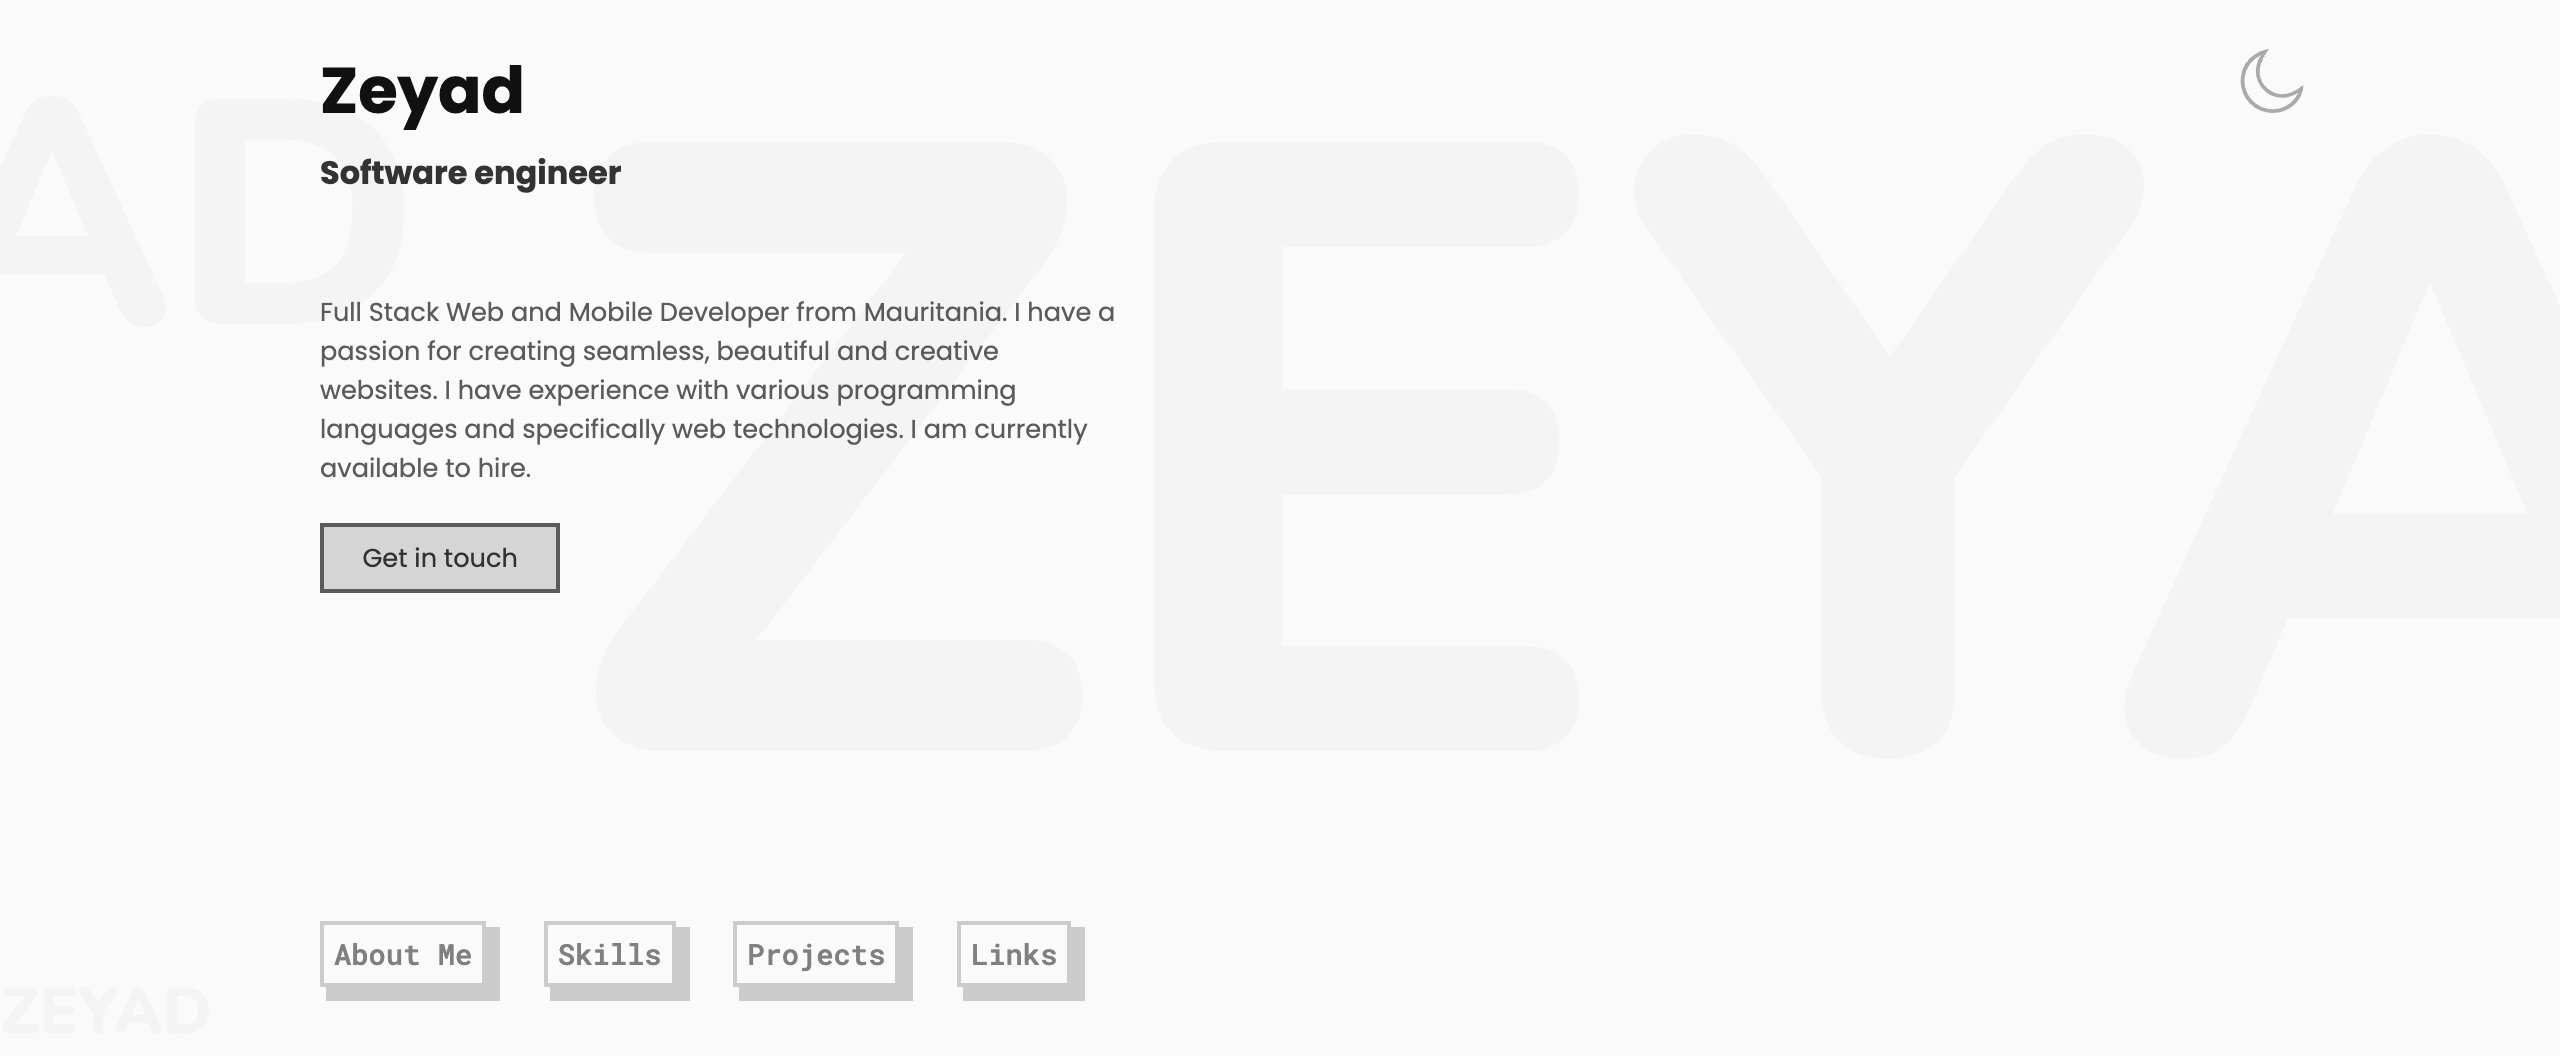 Zeyad
Software engineer
Full Stack Web and Mobile Developer from Mauritania. I have a
passion for creating seamless, beautiful and creative
websites. I have experience with various programming
languages and specifically web technologies. I am currently
available to hire.
Get in touch
About Me
Skills
Projects
Links
AD
ZEYA
ZEYAD